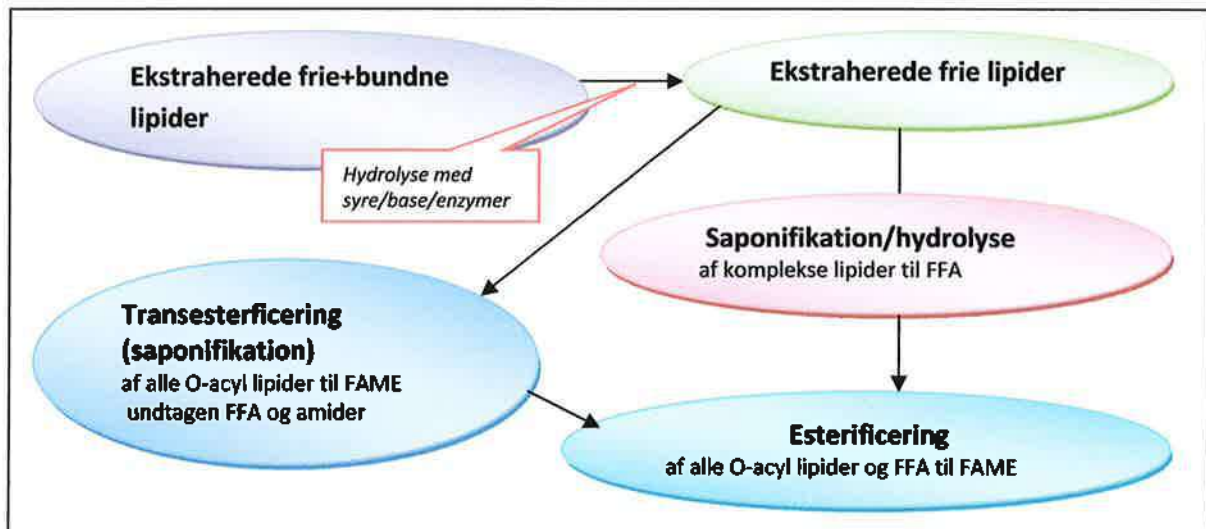 Ekstraherede frie+bundne
lipider
Ekstraherede frie lipider
Hydrolyse med
syre/base/enzymer
Saponifikation/hydrolyse
af komplekse lipider til FFA
Transesterficering
(saponifikation)
af alle O-acyl lipider til FAME
undtagen FFA og amider
Esterificering
af alle O-acyl lipider og FFA til FAME